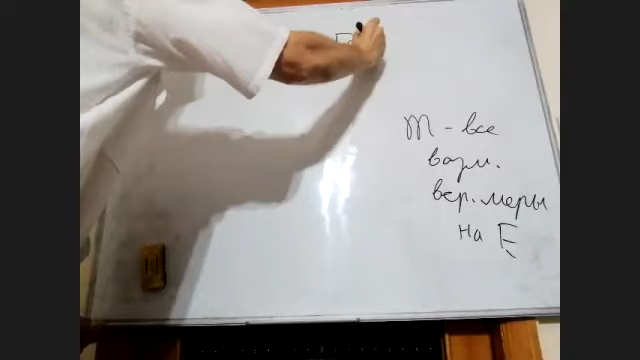 m - все
возм.
вер. меры
на E